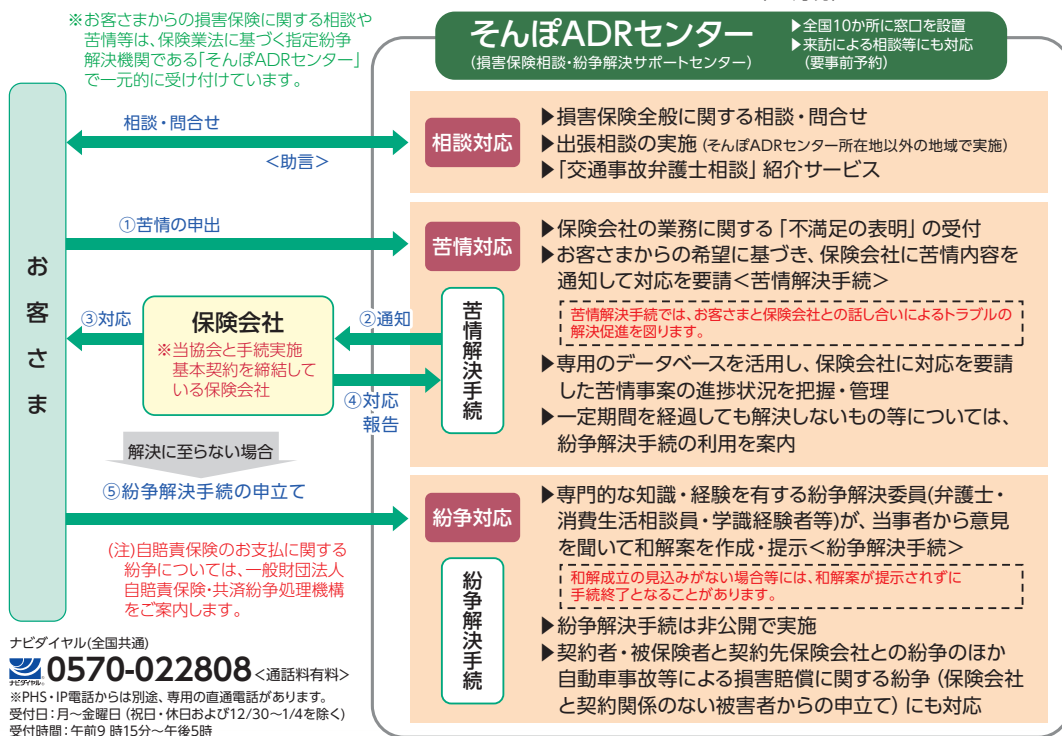 ※お客さまからの損害保険に関する相談や
苦情等は、保険業法に基づく指定紛争
解決機関である「そんぽADRセンター」
で一元的に受け付けています。
そんぽADRセンター
(損害保険相談・紛争解決サポートセンター)
▶全国10か所に窓口を設置
▶来訪による相談等にも対応
(要事前予約)
お客さま
相談・問合せ
<助言>
相談対応
▶損害保険全般に関する相談・問合せ
▶出張相談の実施 (そんぽADRセンター所在地以外の地域で実施)
▶「交通事故弁護士相談」紹介サービス
①苦情の申出
苦情対応
▶保険会社の業務に関する「不満足の表明」の受付
▶お客さまからの希望に基づき、保険会社に苦情内容を
通知して対応を要請<苦情解決手続>
苦情解決手続では、お客さまと保険会社との話し合いによるトラブルの
解決促進を図ります。
▶専用のデータベースを活用し、保険会社に対応を要請
した苦情事案の進捗状況を把握・管理
▶一定期間を経過しても解決しないもの等については、
紛争解決手続の利用を案内
苦情解決手続
②通知
③対応
保険会社
※当協会と手続実施
基本契約を締結して
いる保険会社
④対応
報告
解決に至らない場合
⑤紛争解決手続の申立て
紛争対応
▶専門的な知識・経験を有する紛争解決委員(弁護士・
消費生活相談員・学識経験者等)が、当事者から意見
を聞いて和解案を作成・提示<紛争解決手続>
和解成立の見込みがない場合等には、和解案が提示されずに
手続終了となることがあります。
▶紛争解決手続は非公開で実施
▶契約者・被保険者と契約先保険会社との紛争のほか
自動車事故等による損害賠償に関する紛争 (保険会社
と契約関係のない被害者からの申立て) にも対応
紛争解決手続
(注)自賠責保険のお支払に関する
紛争については、一般財団法人
自賠責保険・共済紛争処理機構
をご案内します。
ナビダイヤル(全国共通)
ナビダイヤル 0570-022808<通話料有料>
※PHS・IP電話からは別途、専用の直通電話があります。
受付日:月~金曜日 (祝日・休日および12/30~1/4を除く)
受付時間:午前9時15分~午後5時